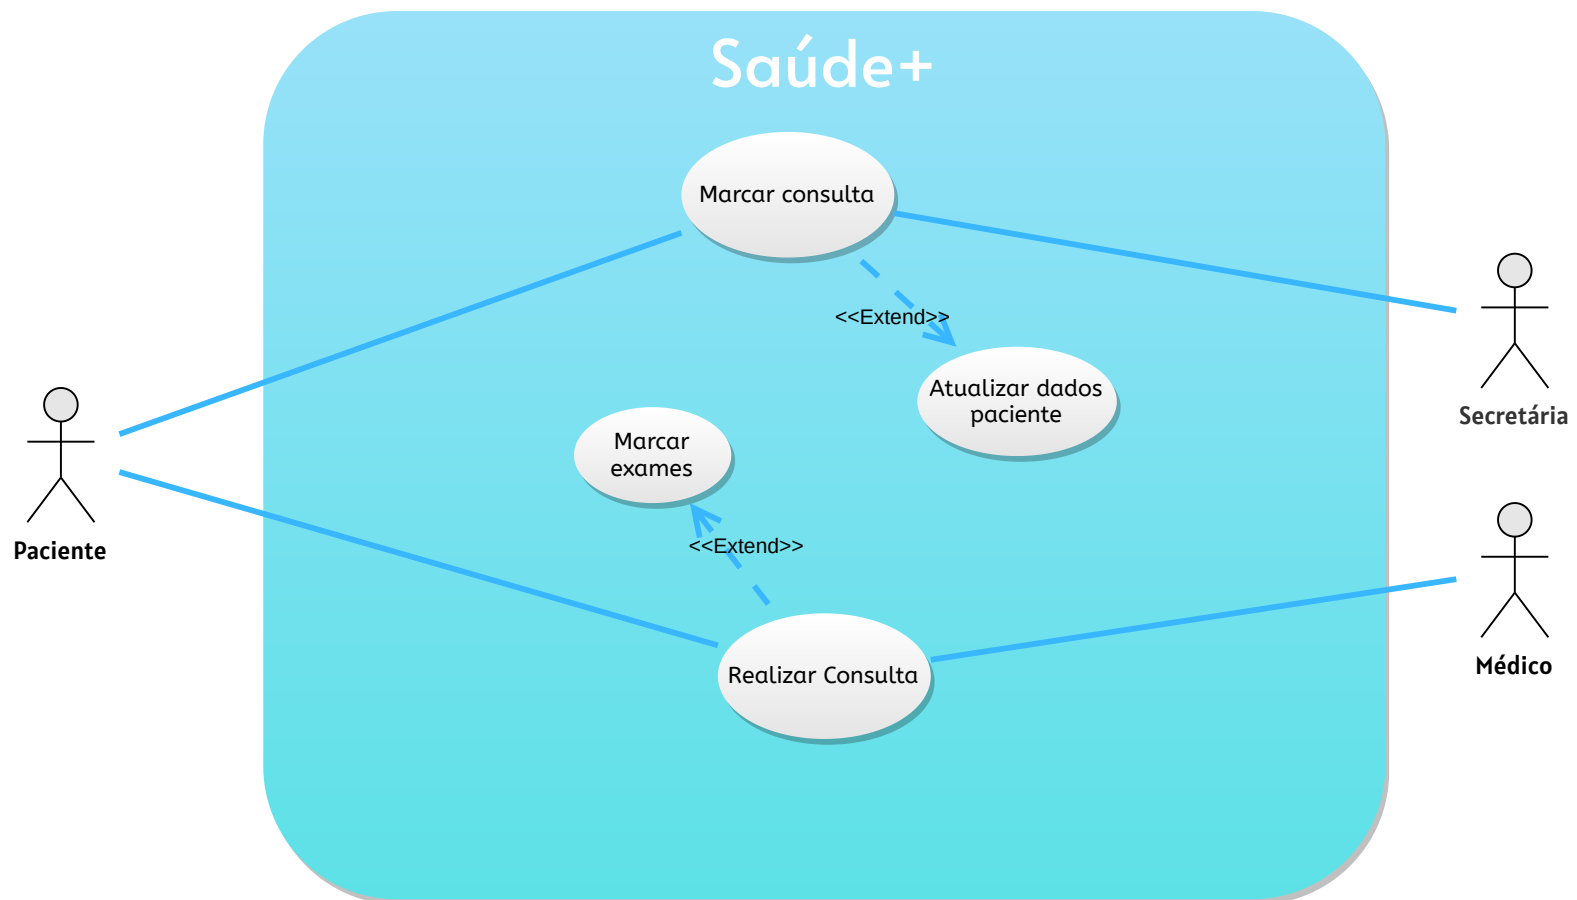 Saúde+
Marcar consulta
<<Extend>>
Atualizar dados
paciente
Secretária
Marcar
exames
Paciente
<<Extend>>
Médico
Realizar Consulta